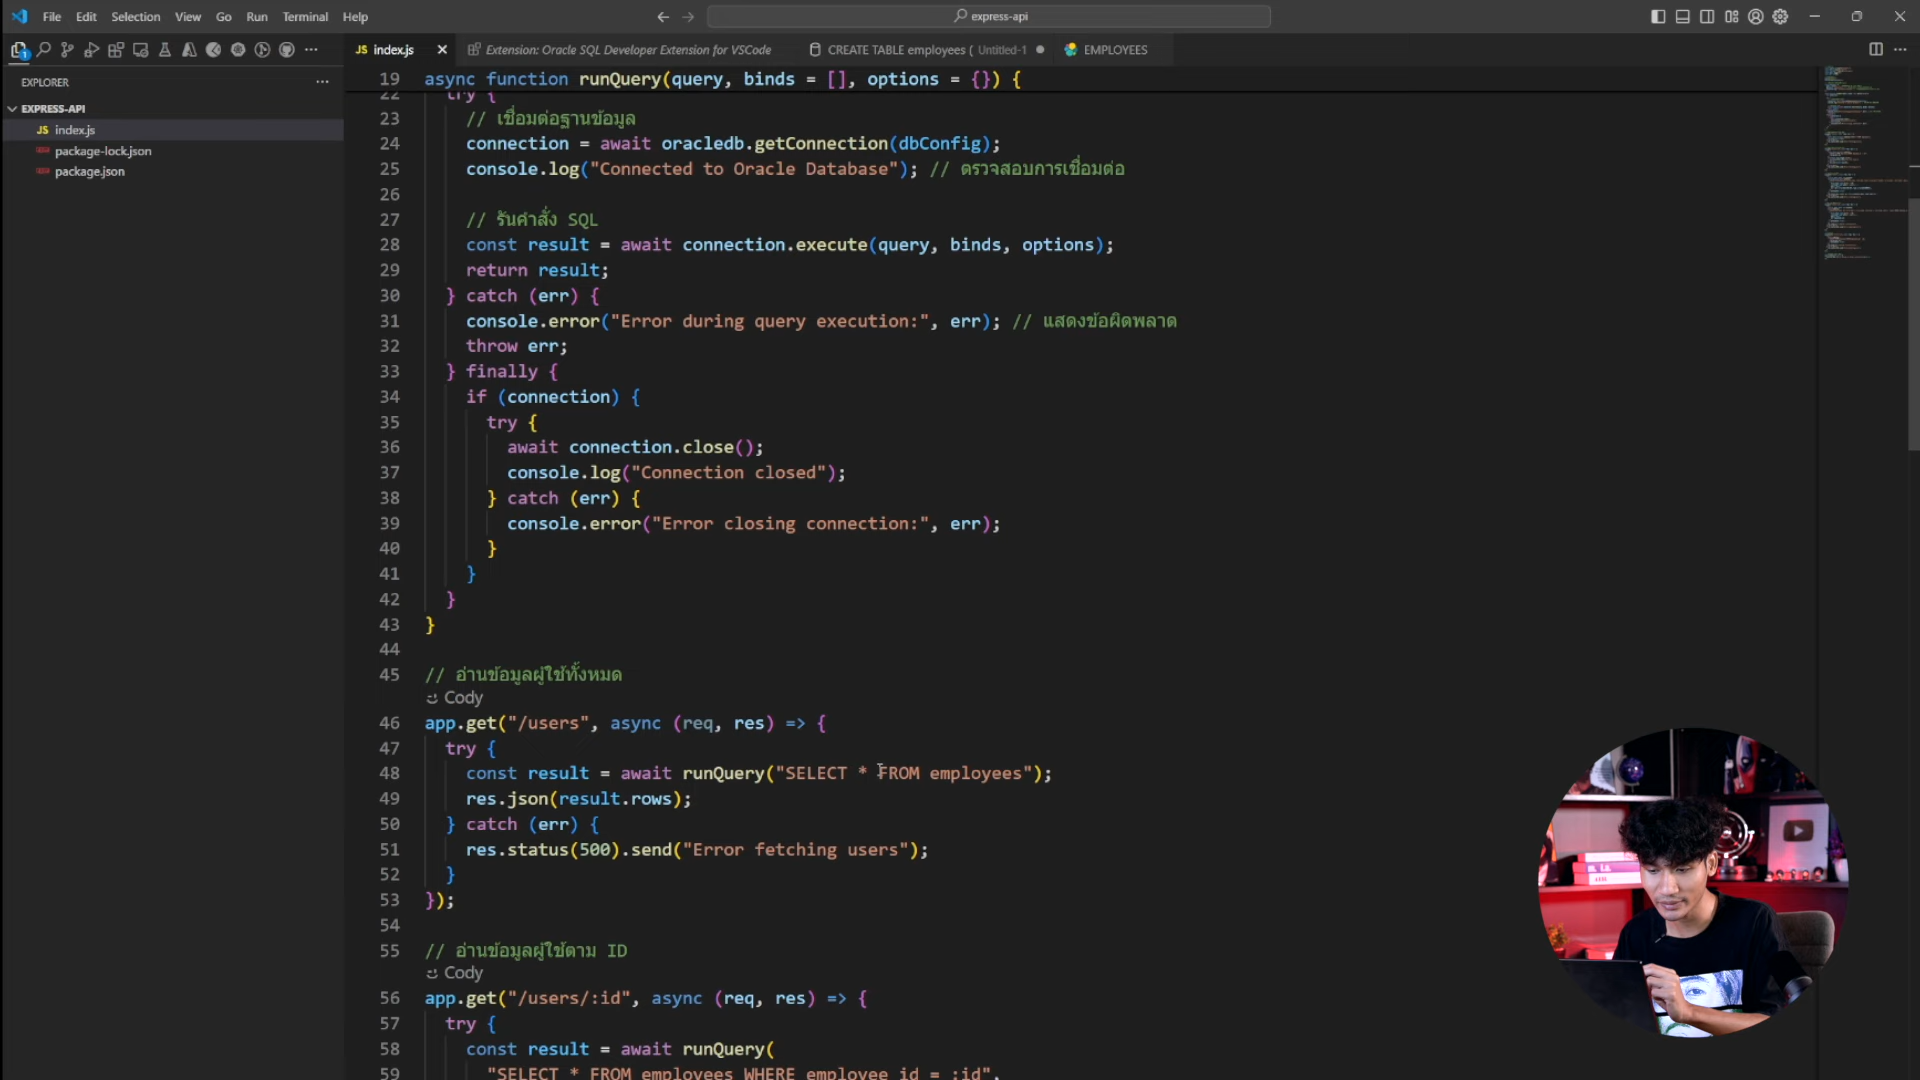 File Edit Selection View Go Run Terminal Help
express-api
EXPLORER
EXPRESS-API
JS index.js
package-lock.json
package.json
JS index.js
Extension: Oracle SQL Developer Extension for VSCode
CREATE TABLE employees ( Untitled-1
EMPLOYEES
19 async function runQuery(query, binds = [], options = {}) {
22 try {
23 // เชื่อมต่อฐานข้อมูล
24 connection = await oracledb.getConnection(dbConfig);
25 console.log("Connected to Oracle Database"); // ตรวจสอบการเชื่อมต่อ
26
27 // รันคำสั่ง SQL
28 const result = await connection.execute(query, binds, options);
29 return result;
30 } catch (err) {
31 console.error("Error during query execution:", err); // แสดงข้อผิดพลาด
32 throw err;
33 } finally {
34 if (connection) {
35 try {
36 await connection.close();
37 console.log("Connection closed");
38 } catch (err) {
39 console.error("Error closing connection:", err);
40 }
41 }
42 }
43 }
44
45 // อ่านข้อมูลผู้ใช้ทั้งหมด
Cody
46 app.get("/users", async (req, res) => {
47 try {
48 const result = await runQuery("SELECT * FROM employees");
49 res.json(result.rows);
50 } catch (err) {
51 res.status(500).send("Error fetching users");
52 }
53 });
54
55 // อ่านข้อมูลผู้ใช้ตาม ID
Cody
56 app.get("/users/:id", async (req, res) => {
57 try {
58 const result = await runQuery(
59 "SELECT * FROM employees WHERE employee_id = :id",